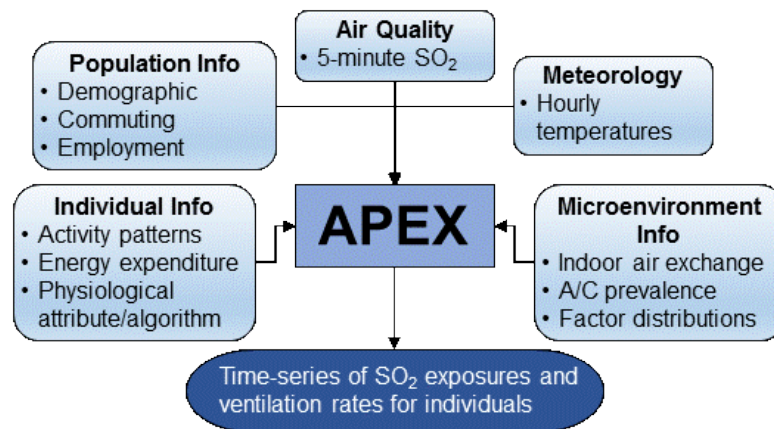 Air Quality
• 5-minute SO₂
Population Info
• Demographic
• Commuting
• Employment
Meteorology
• Hourly
temperatures
Individual Info
• Activity patterns
• Energy expenditure
• Physiological
attribute/algorithm
APEX
Microenvironment
Info
• Indoor air exchange
• A/C prevalence
• Factor distributions
Time-series of SO₂ exposures and
ventilation rates for individuals